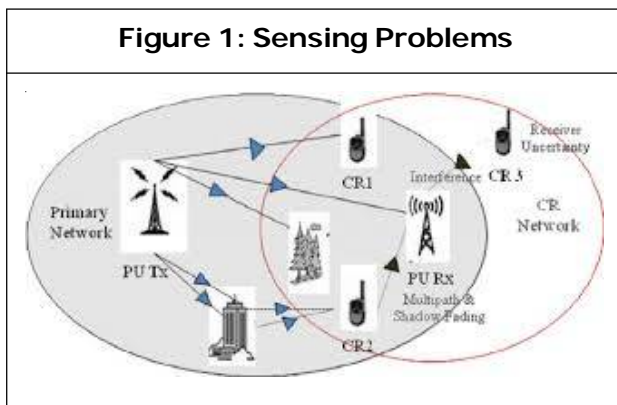 Figure 1: Sensing Problems
Receiver
Uncertainty
CR1
Interference
CR 3
Primary
Network
CR
Network
PU Tx
PU Rx
Multipath &
Shadow Fading
CR2